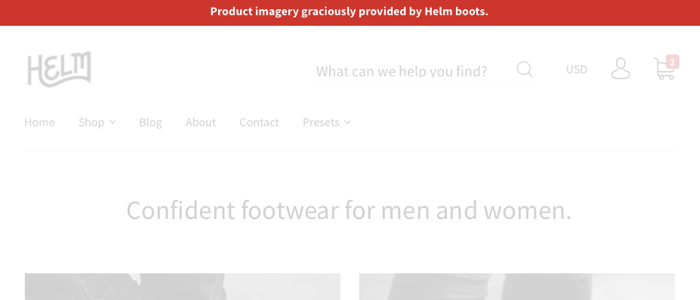 Product imagery graciously provided by Helm boots.
HELM
What can we help you find?
USD
2
Home
Shop
Blog
About
Contact
Presets
Confident footwear for men and women.